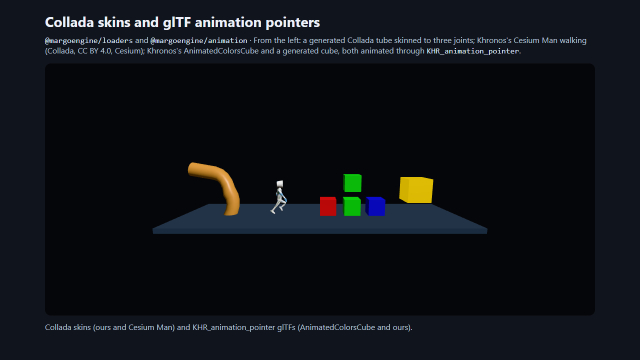 Collada skins and glTF animation pointers
@margoengine/loaders and @margoengine/animation · From the left: a generated Collada tube skinned to three joints; Khronos's Cesium Man walking
(Collada, CC BY 4.0, Cesium); Khronos's AnimatedColorsCube and a generated cube, both animated through KHR_animation_pointer.
Collada skins (ours and Cesium Man) and KHR_animation_pointer glTFs (AnimatedColorsCube and ours).